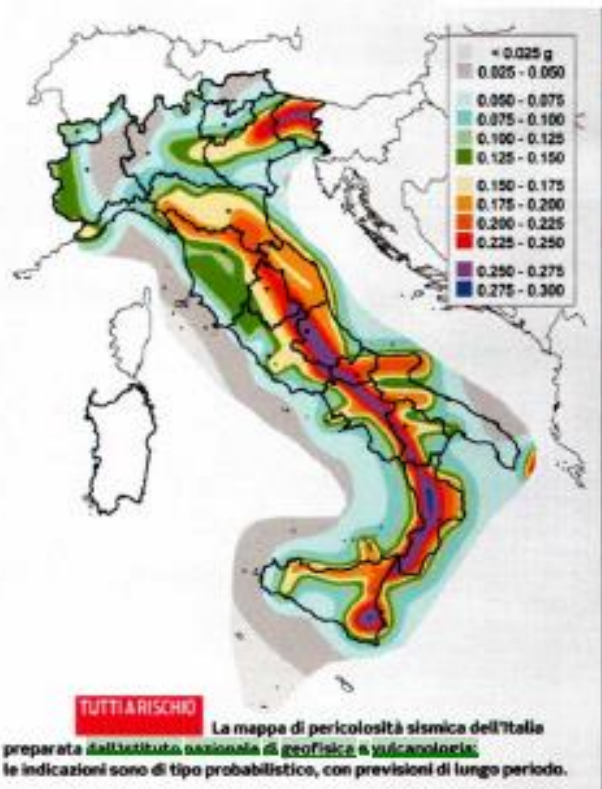 < 0.025 g
0.025 - 0.050
0.050 - 0.075
0.075 - 0.100
0.100 - 0.125
0.125 - 0.150
0.150 - 0.175
0.175 - 0.200
0.200 - 0.225
0.225 - 0.250
0.250 - 0.275
0.275 - 0.300
TUTTI A RISCHIO
La mappa di pericolosità sismica dell'Italia
preparata dall'istituto nazionale di geofisica e vulcanologia:
le indicazioni sono di tipo probabilistico, con previsioni di lungo periodo.